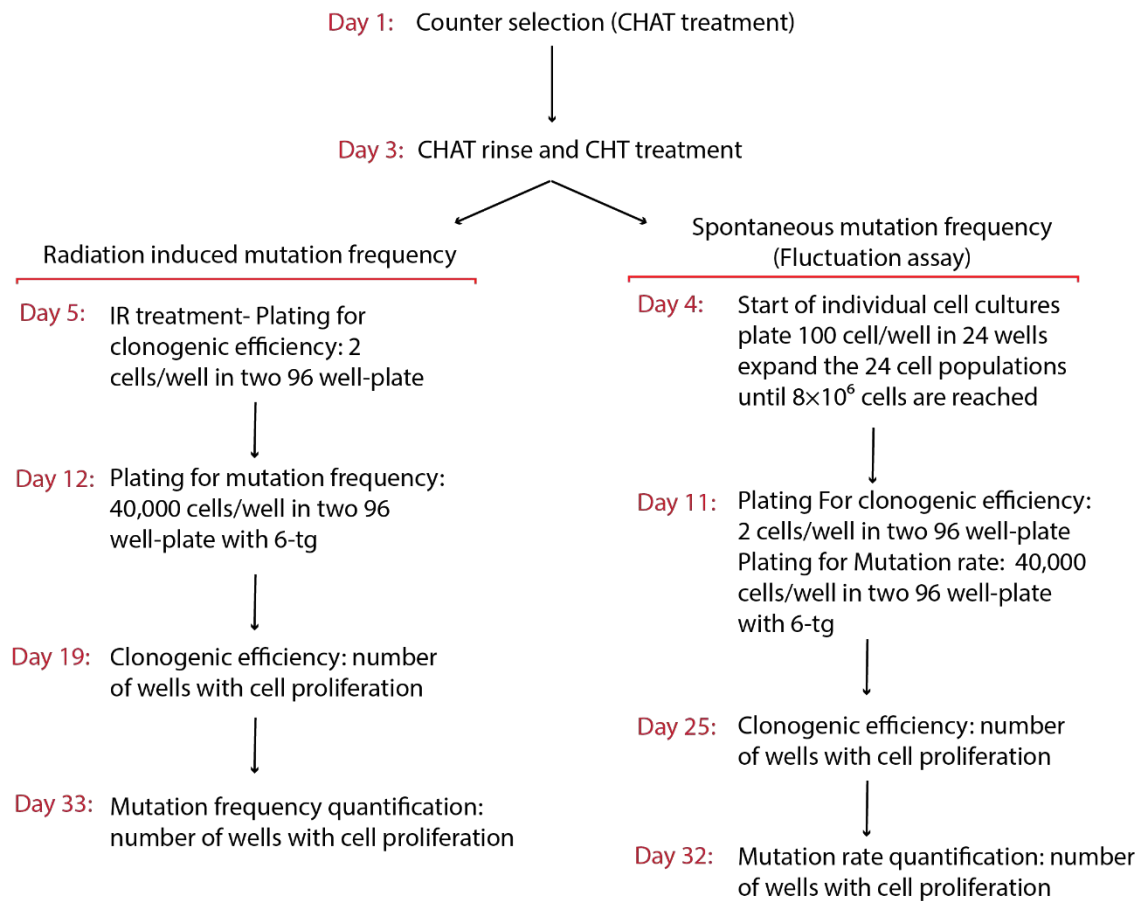 Day 1: Counter selection (CHAT treatment)
Day 3: CHAT rinse and CHT treatment
Radiation induced mutation frequency
Day 5: IR treatment- Plating for
clonogenic efficiency: 2
cells/well in two 96 well-plate
Day 12: Plating for mutation frequency:
40,000 cells/well in two 96
well-plate with 6-tg
Day 19: Clonogenic efficiency: number
of wells with cell proliferation
Day 33: Mutation frequency quantification:
number of wells with cell proliferation
Spontaneous mutation frequency
(Fluctuation assay)
Day 4: Start of individual cell cultures
plate 100 cell/well in 24 wells
expand the 24 cell populations
until 8×10⁶ cells are reached
Day 11: Plating For clonogenic efficiency:
2 cells/well in two 96 well-plate
Plating for Mutation rate: 40,000
cells/well in two 96 well-plate
with 6-tg
Day 25: Clonogenic efficiency: number
of wells with cell proliferation
Day 32: Mutation rate quantification: number
of wells with cell proliferation